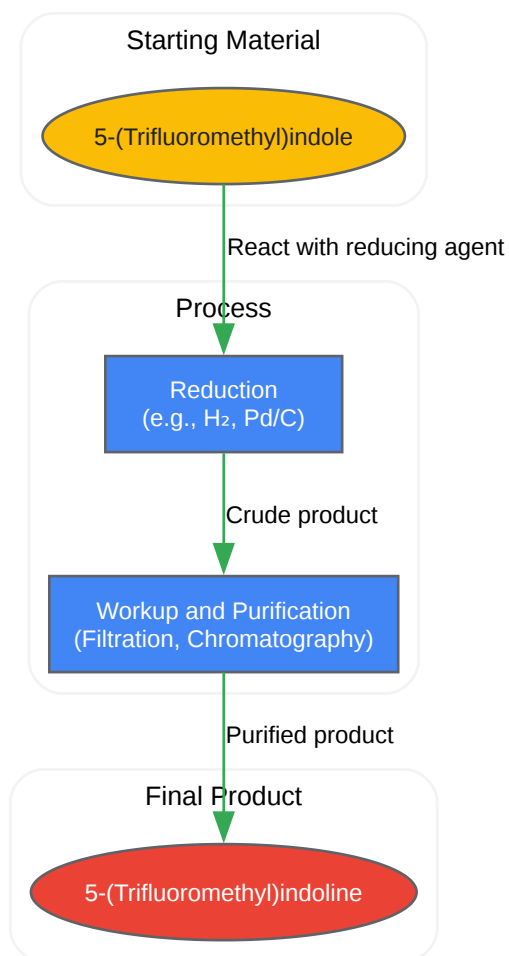 Starting Material
5-(Trifluoromethyl)indole
React with reducing agent
Process
Reduction
(e.g., H₂, Pd/C)
Crude product
Workup and Purification
(Filtration, Chromatography)
Purified product
Final Product
5-(Trifluoromethyl)indoline